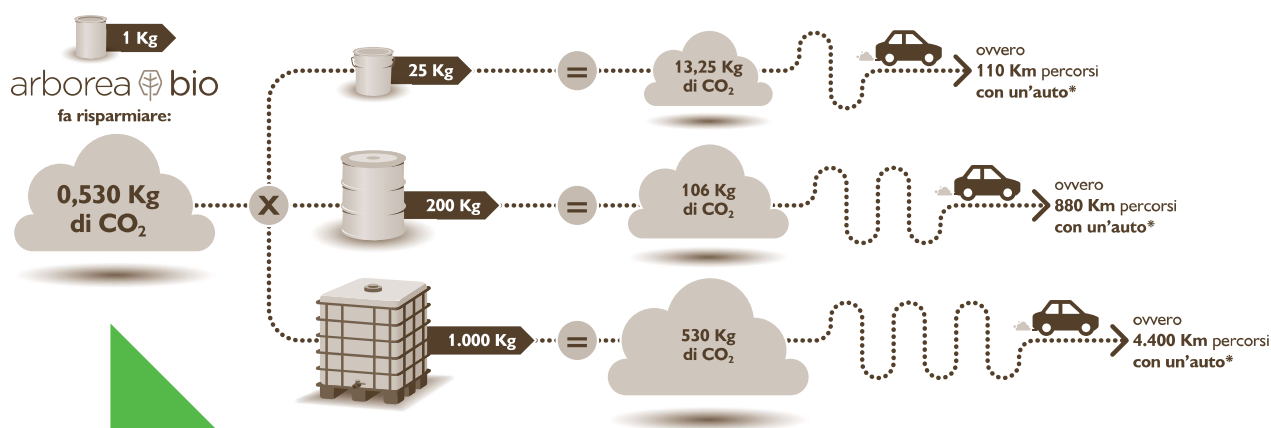 1 Kg
arborea bio
fa risparmiare:
0,530 Kg
di CO₂
X
25 Kg
=
13,25 Kg
di CO₂
ovvero
110 Km percorsi
con un'auto*
200 Kg
=
106 Kg
di CO₂
ovvero
880 Km percorsi
con un'auto*
1.000 Kg
=
530 Kg
di CO₂
ovvero
4.400 Km percorsi
con un'auto*